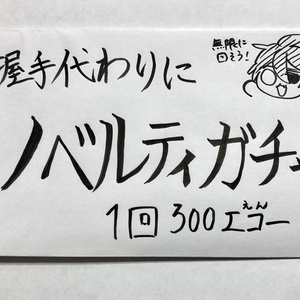 無限に
回そう!
握手代わりに
ノベルティガチャ
1回 300エコー
えん